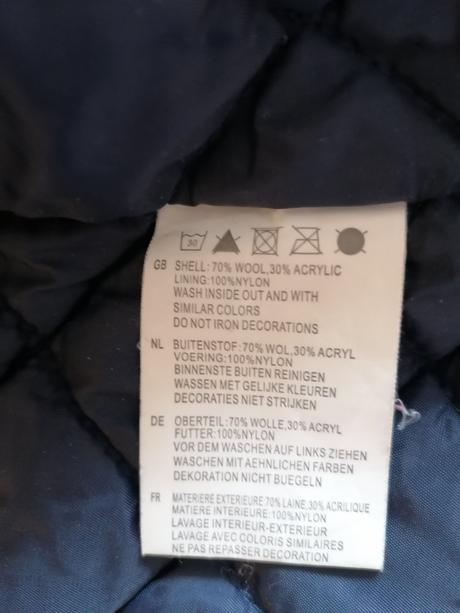 30
GB SHELL: 70% WOOL,30% ACRYLIC
LINING:100%NYLON
WASH INSIDE OUT AND WITH
SIMILAR COLORS
DO NOT IRON DECORATIONS
NL BUITENSTOF:70% WOL,30% ACRYL
VOERING:100%NYLON
BINNENSTE BUITEN REINIGEN
WASSEN MET GELIJKE KLEUREN
DECORATIES NIET STRIJKEN
DE OBERTEIL:70% WOLLE,30% ACRYL
FUTTER:100%NYLON
VOR DEM WASCHEN AUF LINKS ZIEHEN
WASCHEN MIT AEHNLICHEN FARBEN
DEKORATION NICHT BUEGELN
FR MATERIERE EXTERIEURE 70% LAINE,30% ACRILIQUE
MATIERE INTERIEURE:100%NYLON
LAVAGE INTERIEUR-EXTERIEUR
LAVAGE AVEC COLORIS SIMILAIRES
NE PAS REPASSER DECORATION